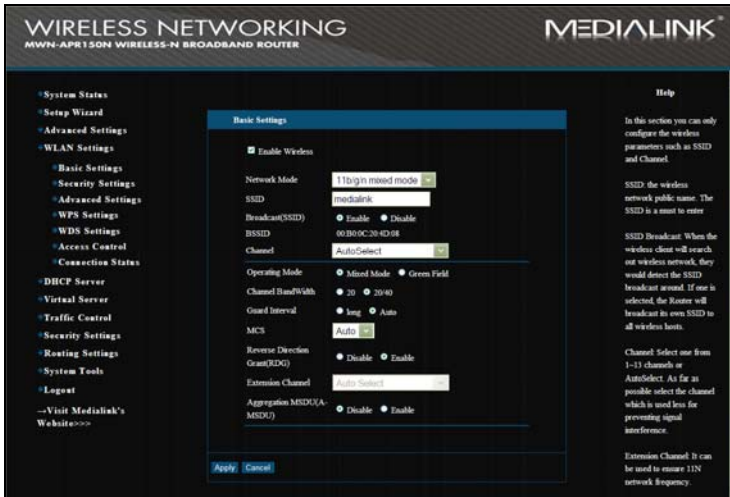 WIRELESS NETWORKING
MWN-APR150N WIRELESS-N BROADBAND ROUTER
MEDIALINK®
System Status
Setup Wizard
Advanced Settings
WLAN Settings
Basic Settings
Security Settings
Advanced Settings
WPS Settings
WDS Settings
Access Control
Connection Status
DHCP Server
Virtual Server
Traffic Control
Security Settings
Routing Settings
System Tools
Logout
→Visit Medialink's
Website>>>
Basic Settings
Enable Wireless
Network Mode 11b/g/n mixed mode
SSID medialink
Broadcast(SSID) Enable Disable
BSSID 00:B0:0C:20:4D:08
Channel AutoSelect
Operating Mode Mixed Mode Green Field
Channel BandWidth 20 20/40
Guard Interval long Auto
MCS Auto
Reverse Direction
Grant(RDG) Disable Enable
Extension Channel Auto Select
Aggregation MSDU(A-
MSDU) Disable Enable
Apply Cancel
Help
In this section you can only
configure the wireless
parameters such as SSID
and Channel.
SSID: the wireless
network public name. The
SSID is a must to enter
SSID Broadcast: When the
wireless client will search
out wireless network, they
would detect the SSID
broadcast around. If one is
selected, the Router will
broadcast its own SSID to
all wireless hosts.
Channel: Select one from
1~13 channels or
AutoSelect. As far as
possible select the channel
which is used less for
preventing signal
interference.
Extension Channel: It can
be used to ensure 11N
network frequency.